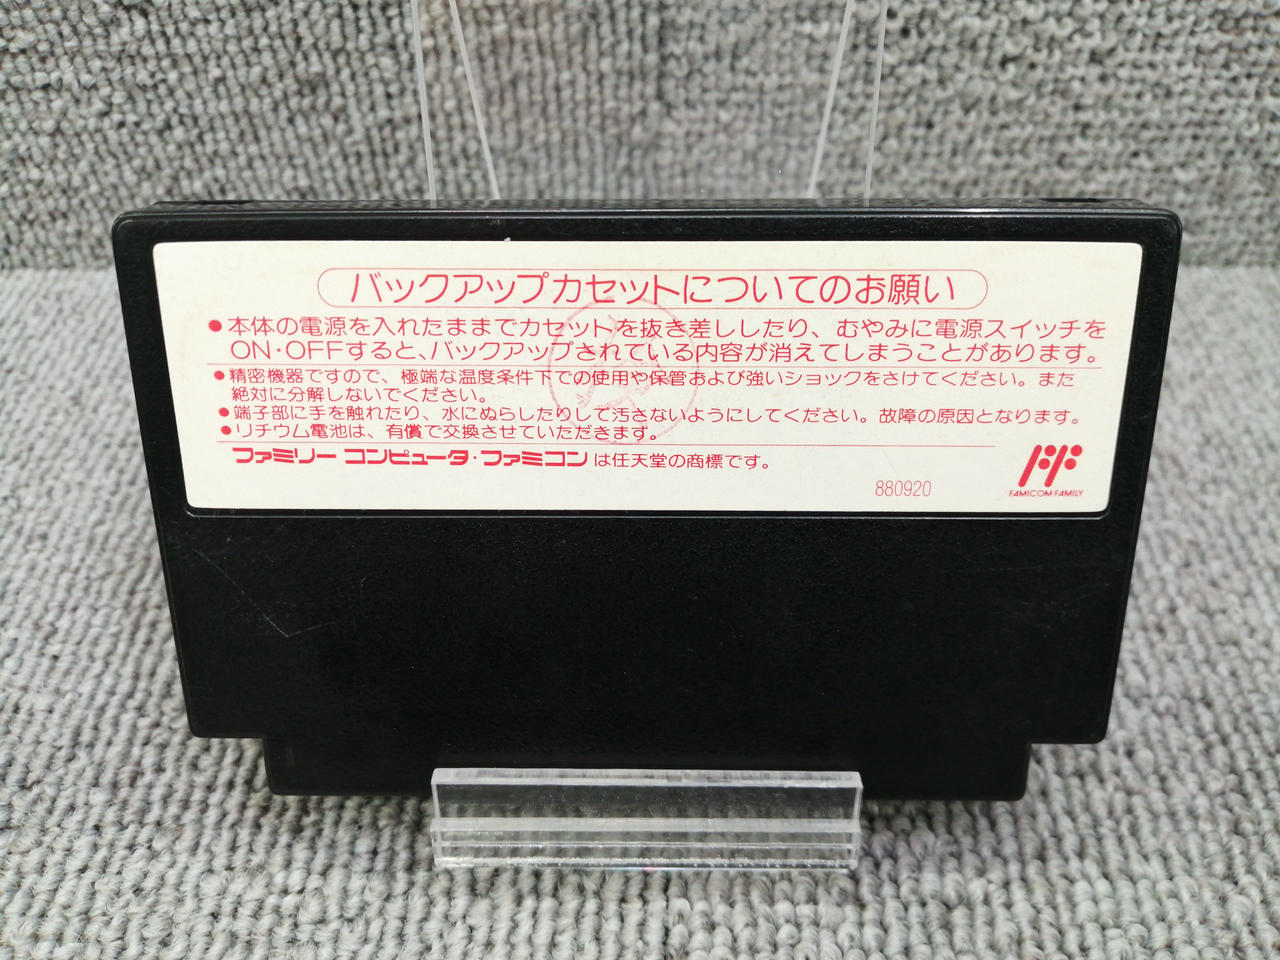 バックアップカセットについてのお願い
●本体の電源を入れたままでカセットを抜き差ししたり、むやみに電源スイッチを
ON・OFFすると、バックアップされている内容が消えてしまうことがあります。
●精密機器ですので、極端な温度条件下での使用や保管および強いショックをさけてください。また
絶対に分解しないでください。
●端子部に手を触れたり、水にぬらしたりして汚さないようにしてください。故障の原因となります。
●リチウム電池は、有償で交換させていただきます。
ファミリー コンピュータ・ファミコン は任天堂の商標です。
880920
FAMICOM FAMILY